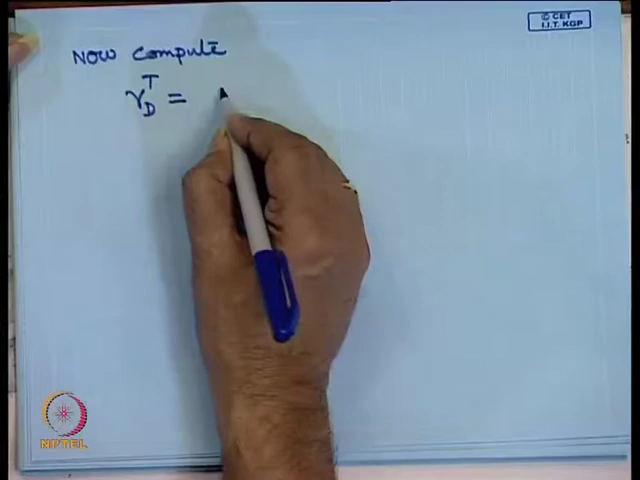 © CET
I.I.T. KGP
Now compute
γ_D^T =
NPTEL